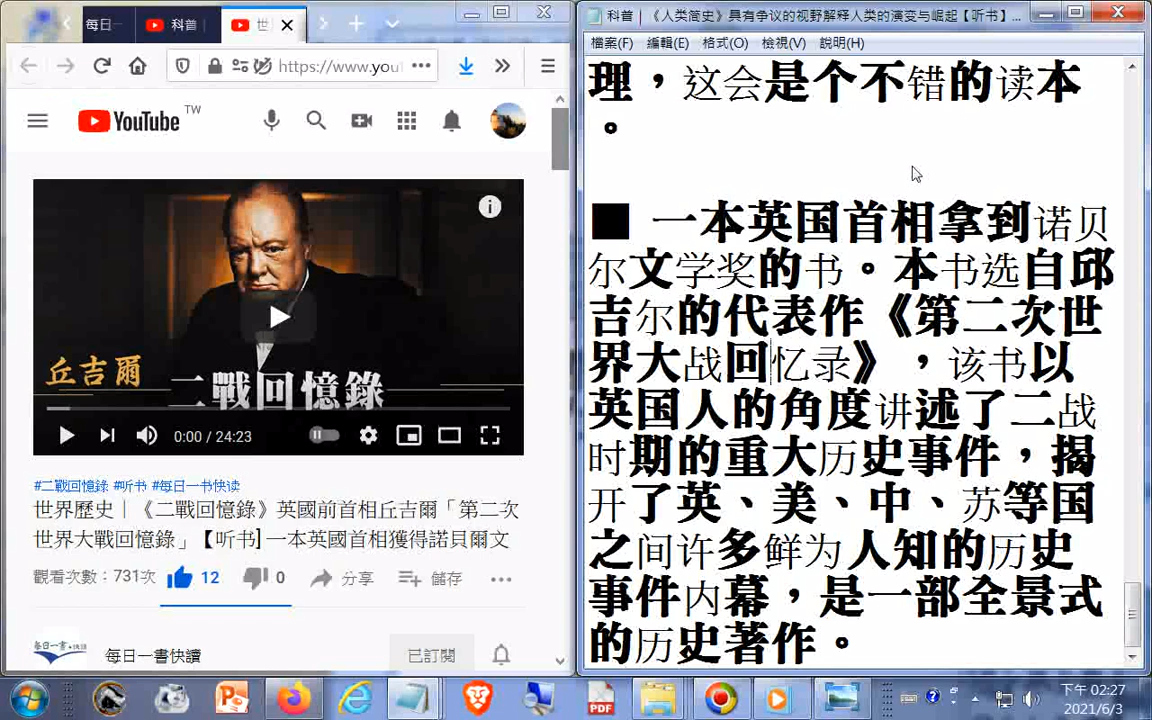 每日一
科普
世
https://www.you
YouTube TW
丘吉爾
二戰回憶錄
0:00 / 24:23
#二戰回憶錄 #听书 #每日一书快读
世界歷史｜《二戰回憶錄》英國前首相丘吉爾「第二次
世界大戰回憶錄」【听书】一本英國首相獲得諾貝爾文
觀看次數：731次 12 0 分享 儲存
每日一書快讀 已訂閱
科普｜《人类简史》具有争议的视野解释人类的演变与崛起【听书】...
檔案(F) 編輯(E) 格式(O) 檢視(V) 說明(H)
理，这会是个不错的读本
。
■ 一本英国首相拿到诺贝
尔文学奖的书。本书选自邱
吉尔的代表作《第二次世
界大战回忆录》，该书以
英国人的角度讲述了二战
时期的重大历史事件，揭
开了英、美、中、苏等国
之间许多鲜为人知的历史
事件内幕，是一部全景式
的历史著作。
PDF
下午 02:27
2021/6/3